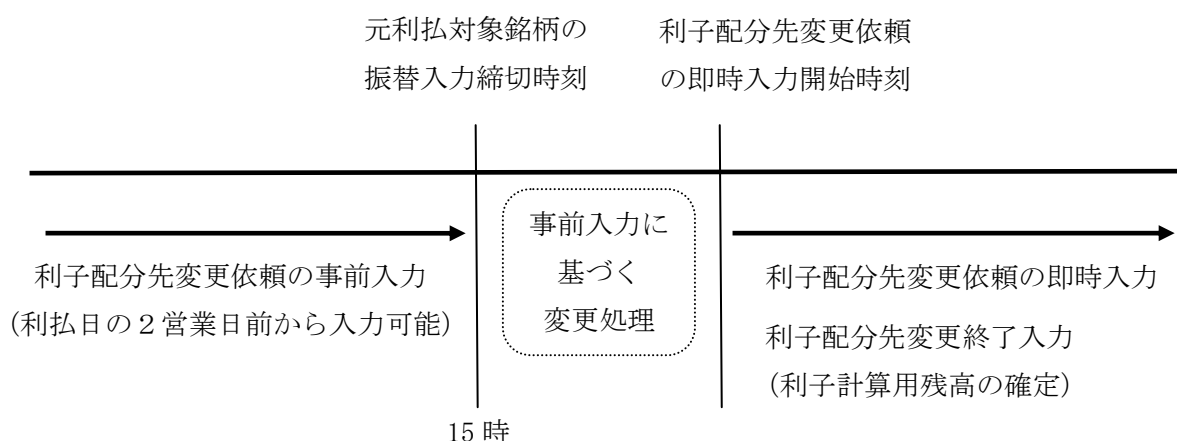 元利払対象銘柄の
振替入力締切時刻
利子配分先変更依頼
の即時入力開始時刻
利子配分先変更依頼の事前入力
(利払日の２営業日前から入力可能)
事前入力に
基づく
変更処理
利子配分先変更依頼の即時入力
利子配分先変更終了入力
(利子計算用残高の確定)
15 時